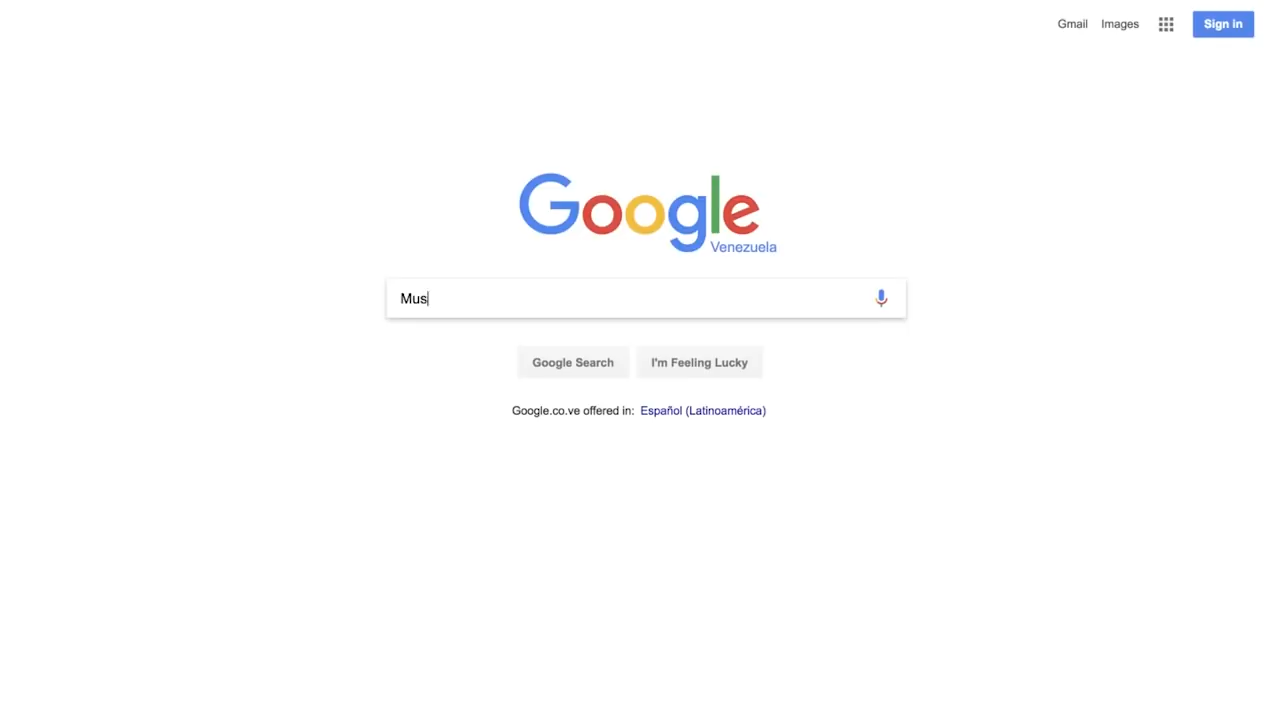 Gmail Images Sign in
Google
Venezuela
Mus
Google Search I'm Feeling Lucky
Google.co.ve offered in: Español (Latinoamérica)